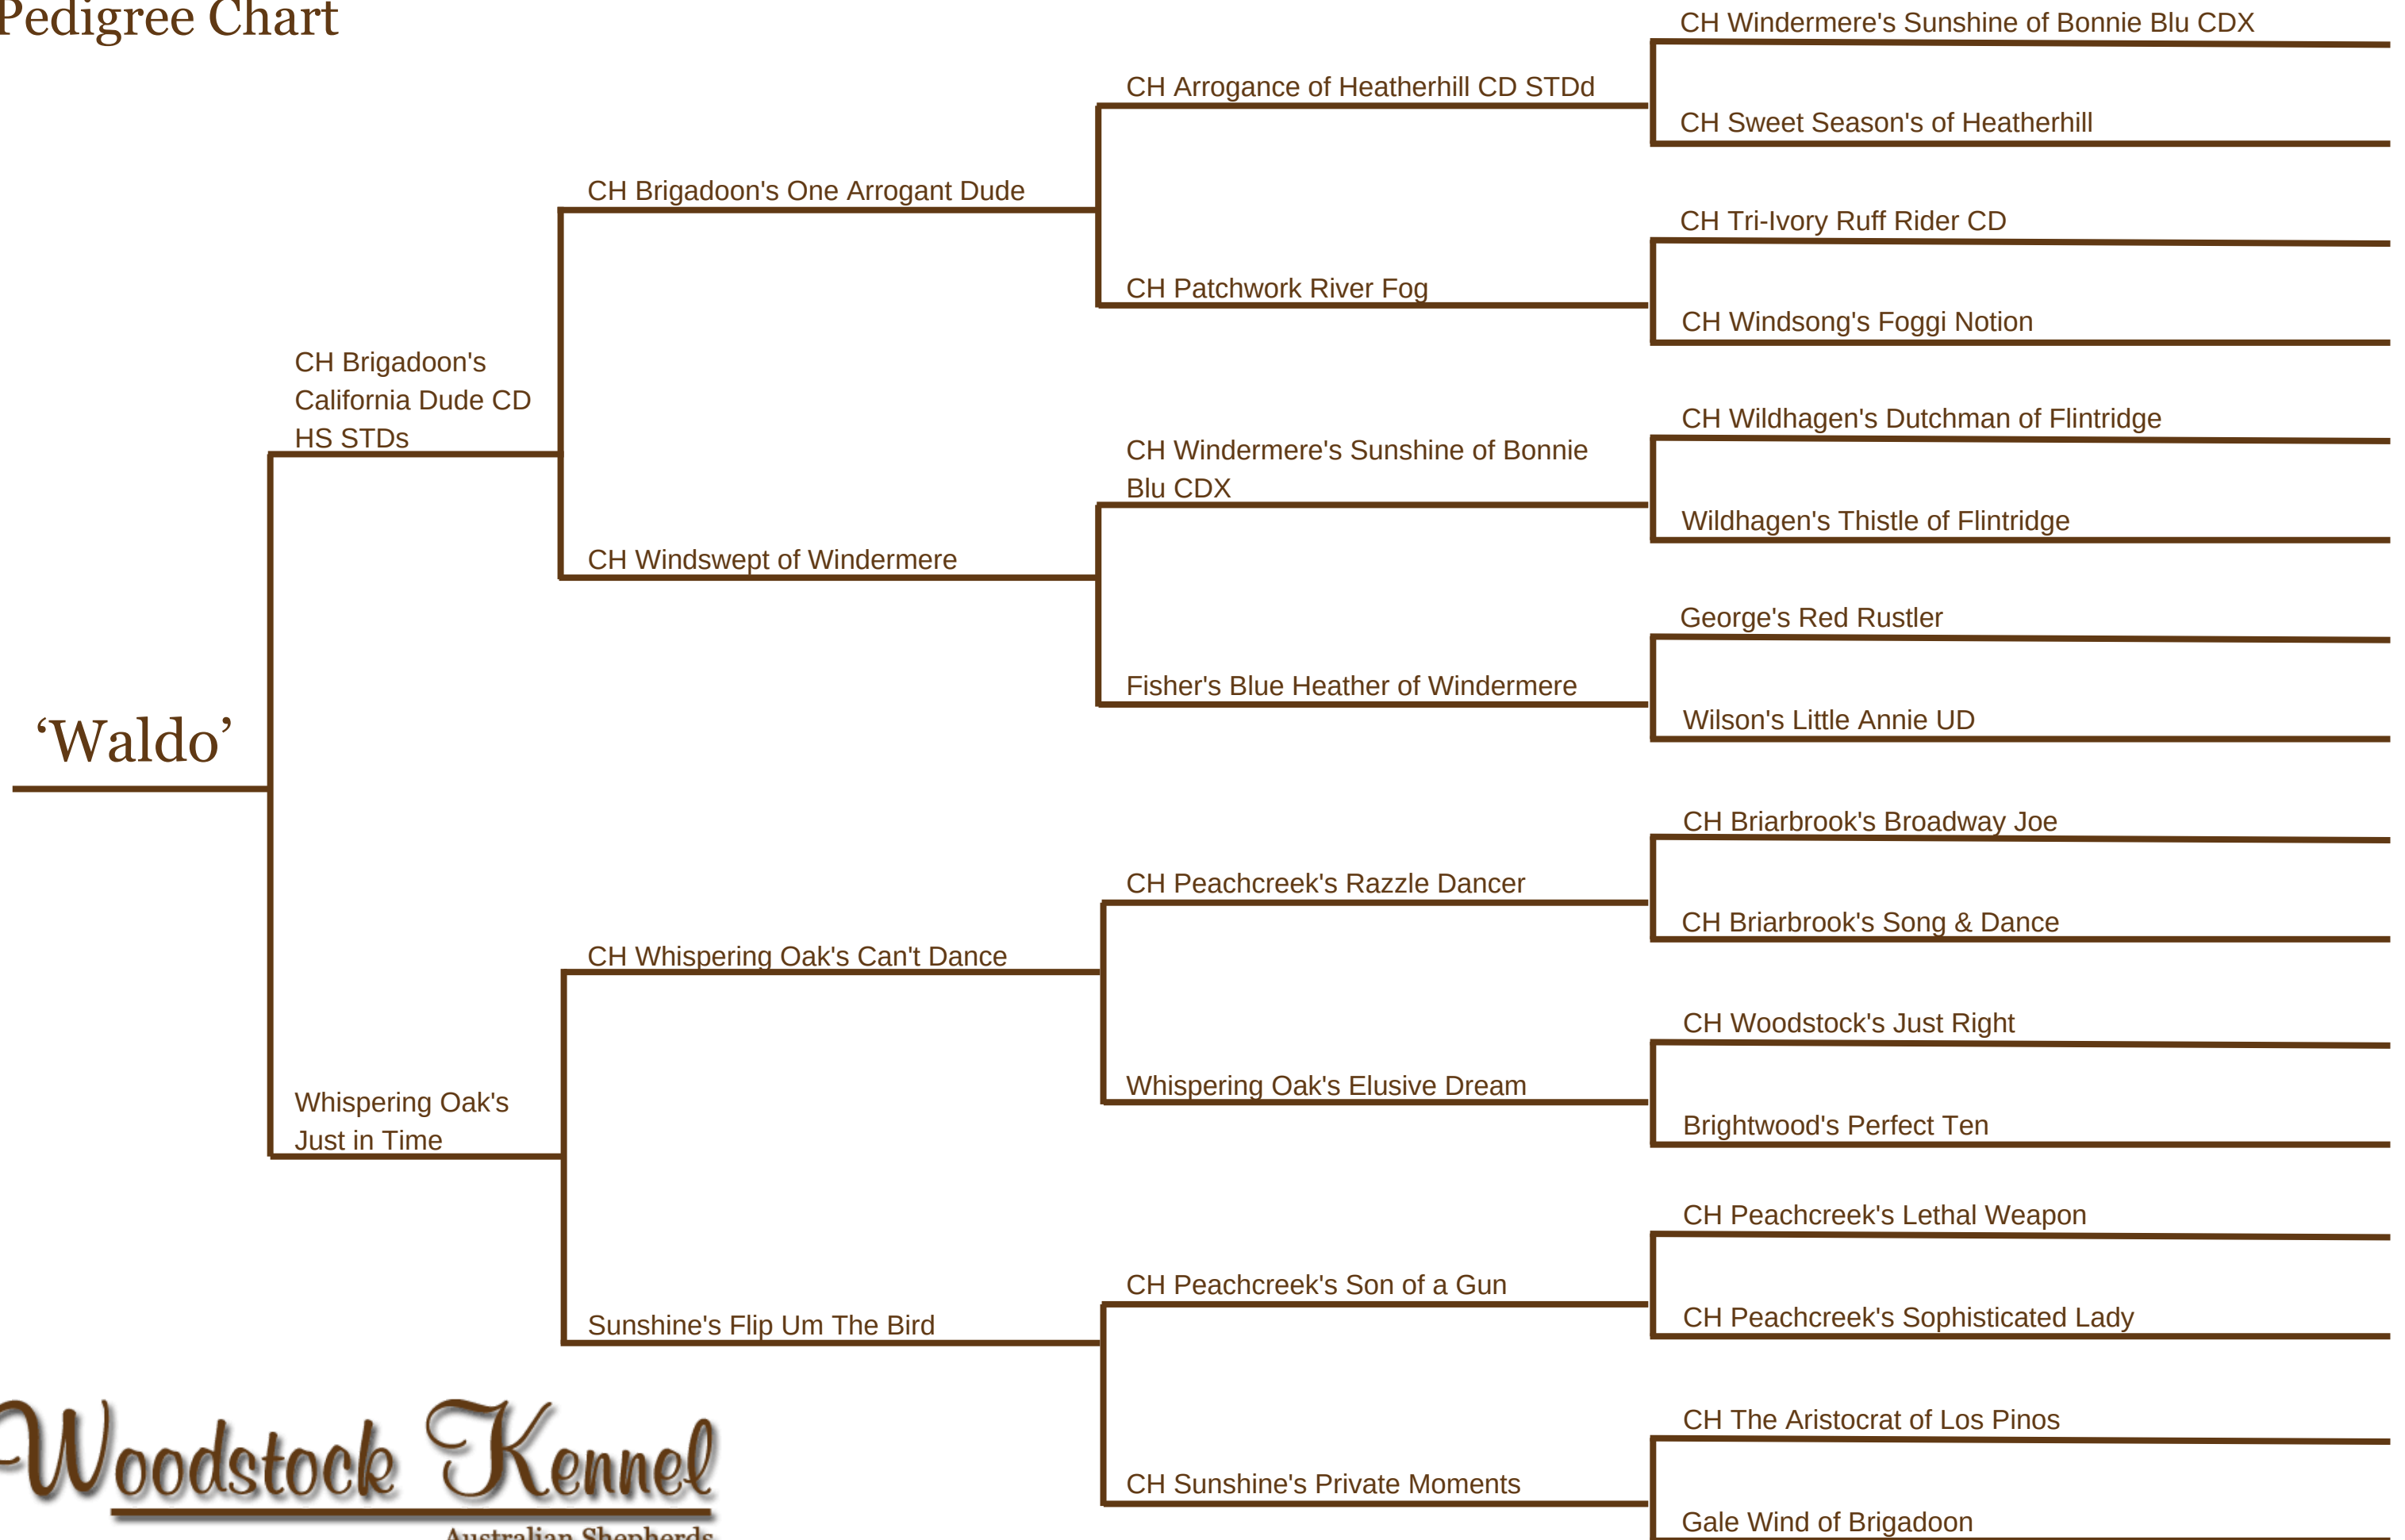 Pedigree Chart
CH Windermere's Sunshine of Bonnie Blu CDX
CH Arrogance of Heatherhill CD STDd
CH Sweet Season's of Heatherhill
CH Brigadoon's One Arrogant Dude
CH Tri-Ivory Ruff Rider CD
CH Patchwork River Fog
CH Windsong's Foggi Notion
CH Brigadoon's
California Dude CD
HS STDs
CH Wildhagen's Dutchman of Flintridge
CH Windermere's Sunshine of Bonnie
Blu CDX
Wildhagen's Thistle of Flintridge
CH Windswept of Windermere
George's Red Rustler
Fisher's Blue Heather of Windermere
Wilson's Little Annie UD
‘Waldo’
CH Briarbrook's Broadway Joe
CH Peachcreek's Razzle Dancer
CH Briarbrook's Song & Dance
CH Whispering Oak's Can't Dance
CH Woodstock's Just Right
Whispering Oak's Elusive Dream
Whispering Oak's
Just in Time
Brightwood's Perfect Ten
CH Peachcreek's Lethal Weapon
CH Peachcreek's Son of a Gun
CH Peachcreek's Sophisticated Lady
Sunshine's Flip Um The Bird
CH The Aristocrat of Los Pinos
CH Sunshine's Private Moments
Gale Wind of Brigadoon
Woodstock Kennel
Australian Shepherds